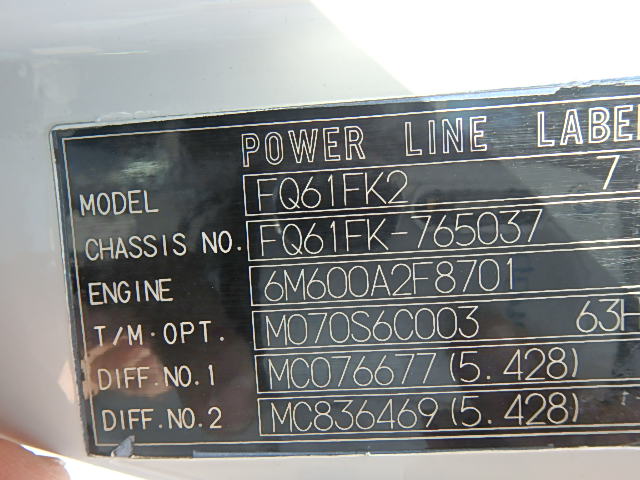 POWER LINE LABEL
MODEL FQ61FK2 7
CHASSIS NO. FQ61FK-765037
ENGINE 6M600A2F8701
T/M·OPT. M070S6C003 63H
DIFF.NO.1 MC076677(5.428)
DIFF.NO.2 MC836469(5.428)